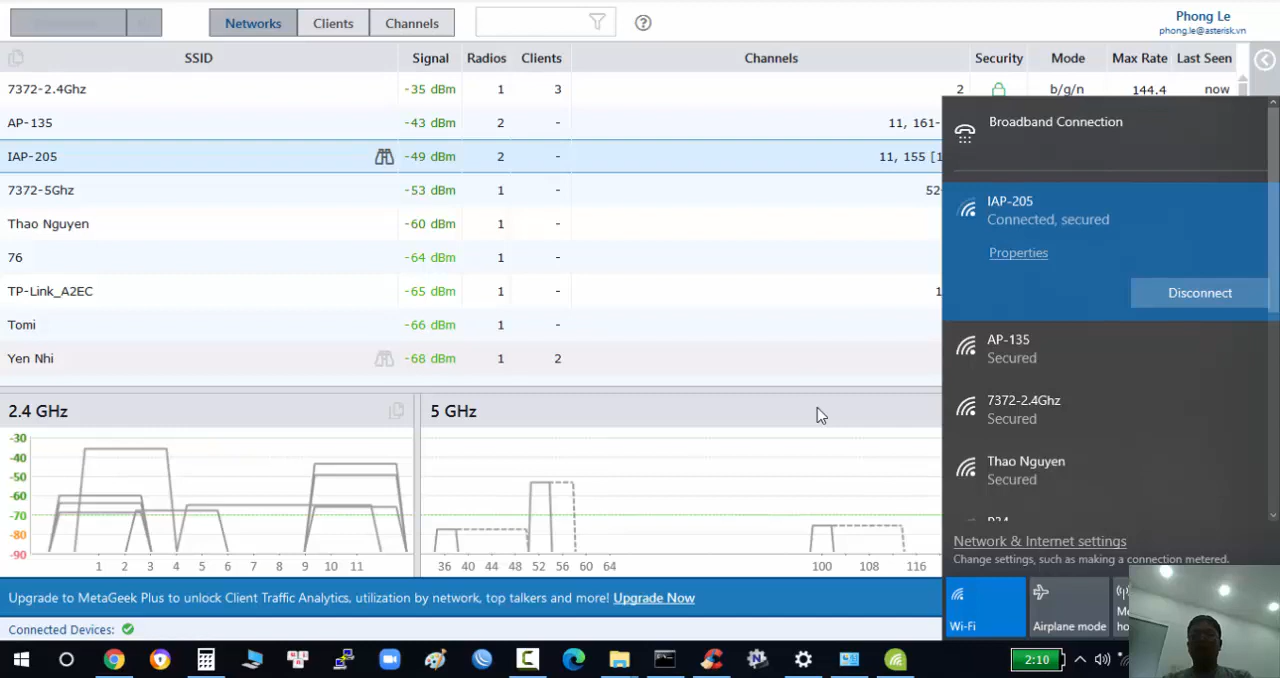 Networks
Clients
Channels
Phong Le
phong.le@asterisk.vn
SSID Signal Radios Clients Channels Security Mode Max Rate Last Seen
7372-2.4Ghz -35 dBm 1 3 2 b/g/n 144.4 now
AP-135 -43 dBm 2 - 11, 161-
IAP-205 -49 dBm 2 - 11, 155 [1
7372-5Ghz -53 dBm 1 - 52
Thao Nguyen -60 dBm 1 -
76 -64 dBm 1 -
TP-Link_A2EC -65 dBm 1 - 1
Tomi -66 dBm 1 -
Yen Nhi -68 dBm 1 2
2.4 GHz
-30
-40
-50
-60
-70
-80
-90
1 2 3 4 5 6 9 10 11
5 GHz
36 40 44 48 52 56 60 64 100 108 116
Upgrade to MetaGeek Plus to unlock Client Traffic Analytics, utilization by network, top talkers and more! Upgrade Now
Connected Devices:
Broadband Connection
IAP-205
Connected, secured
Properties
Disconnect
AP-135
Secured
7372-2.4Ghz
Secured
Thao Nguyen
Secured
Network & Internet settings
Change settings, such as making a connection metered.
Wi-Fi
Airplane mode
2:10